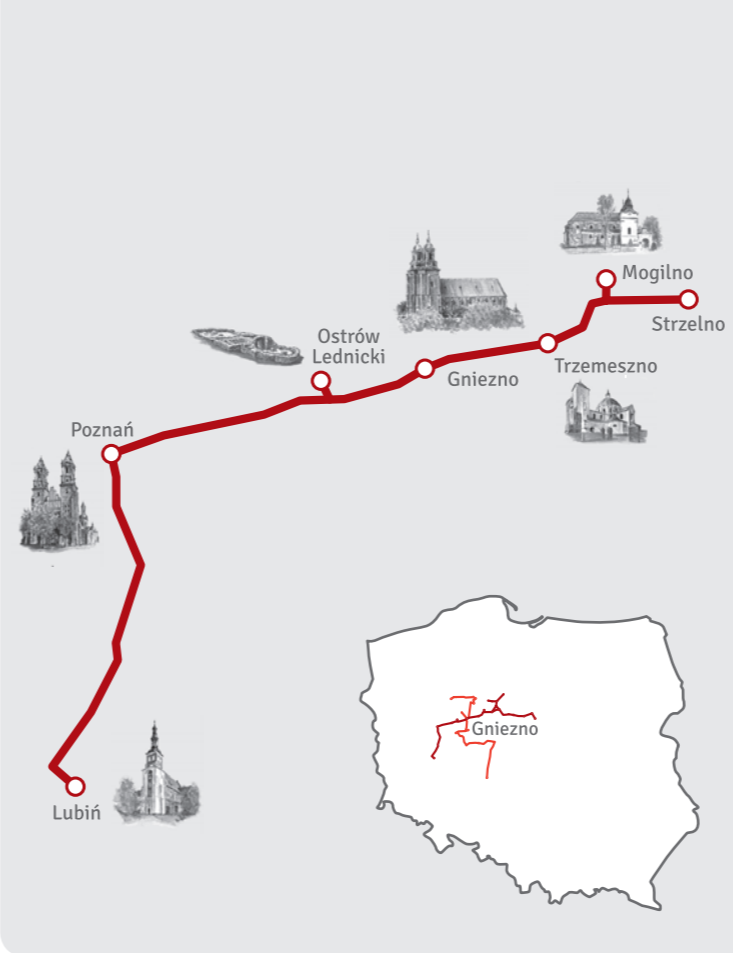 Mogilno
Strzelno
Ostrów
Lednicki
Trzemeszno
Gniezno
Poznań
Gniezno
Lubiń